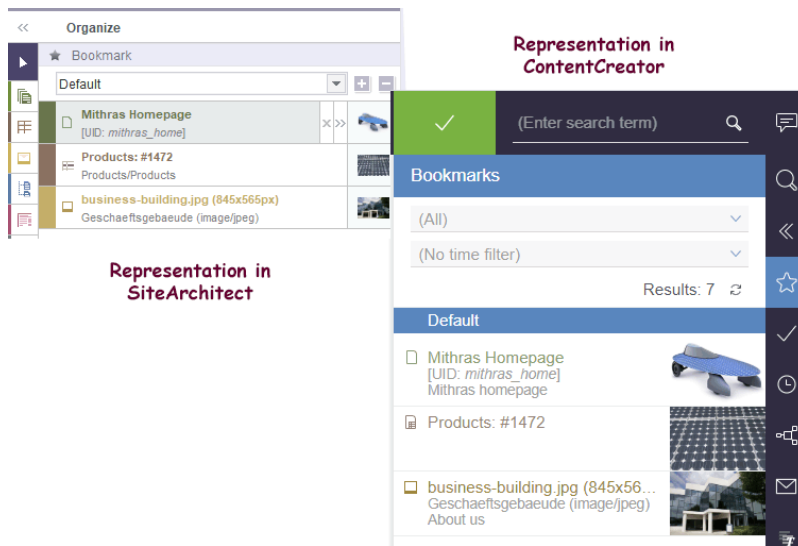 Organize
Bookmark
Default
Mithras Homepage
[UID: mithras_home]
Products: #1472
Products/Products
business-building.jpg (845x565px)
Geschaeftsgebaeude (image/jpeg)
Representation in
SiteArchitect
Representation in
ContentCreator
(Enter search term)
Bookmarks
(All)
(No time filter)
Results: 7
Default
Mithras Homepage
[UID: mithras_home]
Mithras homepage
Products: #1472
business-building.jpg (845x56...
Geschaeftsgebaeude (image/jpeg)
About us